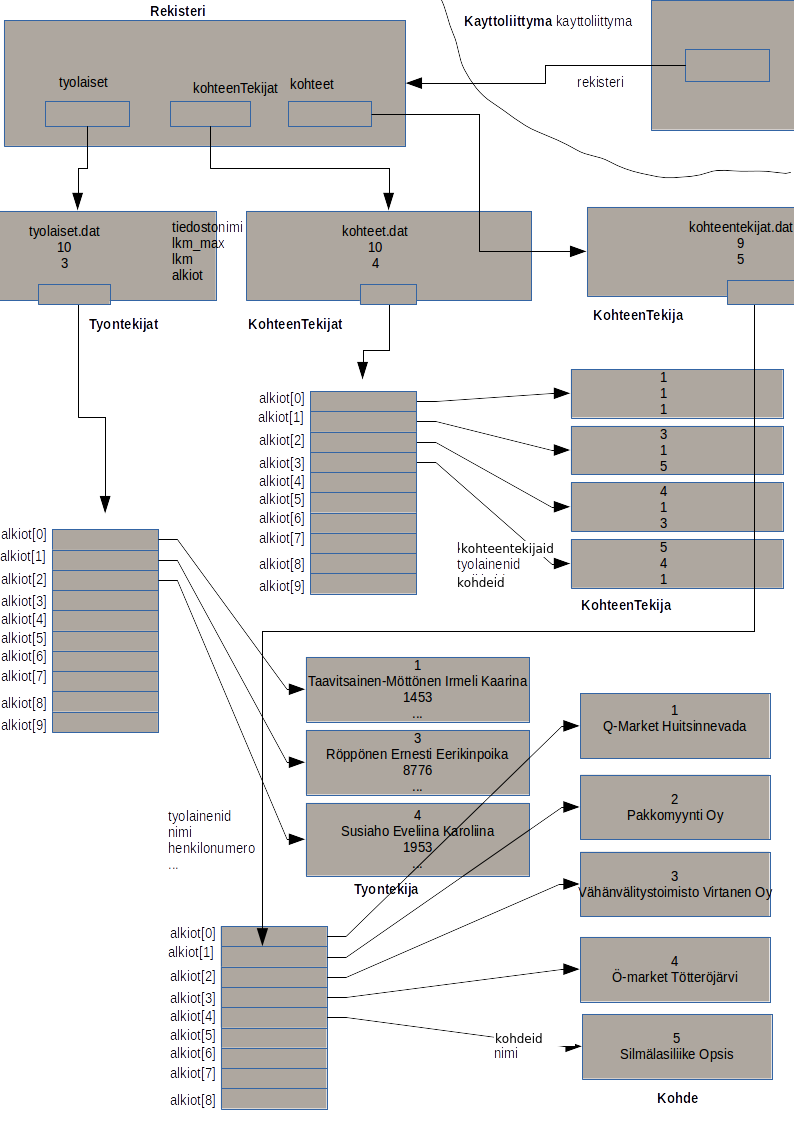 Rekisteri
Kayttoliittyma kayttoliittyma
rekisteri
tyolaiset
kohteenTekijat
kohteet
tyolaiset.dat
10
3
tiedostonimi
lkm_max
lkm
alkiot
kohteet.dat
10
4
kohteentekijat.dat
9
5
Tyontekijat
KohteenTekijat
KohteenTekija
alkiot[0]
alkiot[1]
alkiot[2]
alkiot[3]
alkiot[4]
alkiot[5]
alkiot[6]
alkiot[7]
alkiot[8]
alkiot[9]
1
1
1
3
1
5
4
1
3
5
4
1
kohteentekijaid
tyolainenid
kohdeid
KohteenTekija
alkiot[0]
alkiot[1]
alkiot[2]
alkiot[3]
alkiot[4]
alkiot[5]
alkiot[6]
alkiot[7]
alkiot[8]
alkiot[9]
1
Taavitsainen-Möttönen Irmeli Kaarina
1453
...
3
Röppönen Ernesti Eerikinpoika
8776
...
4
Susiaho Eveliina Karoliina
1953
...
Tyontekija
tyolainenid
nimi
henkilonumero
...
1
Q-Market Huitsinnevada
2
Pakkomyynti Oy
3
Vähänvälitystoimisto Virtanen Oy
4
Ö-market Tötteröjärvi
5
Silmälasiliike Opsis
Kohde
alkiot[0]
alkiot[1]
alkiot[2]
alkiot[3]
alkiot[4]
alkiot[5]
alkiot[6]
alkiot[7]
alkiot[8]
kohdeid
nimi